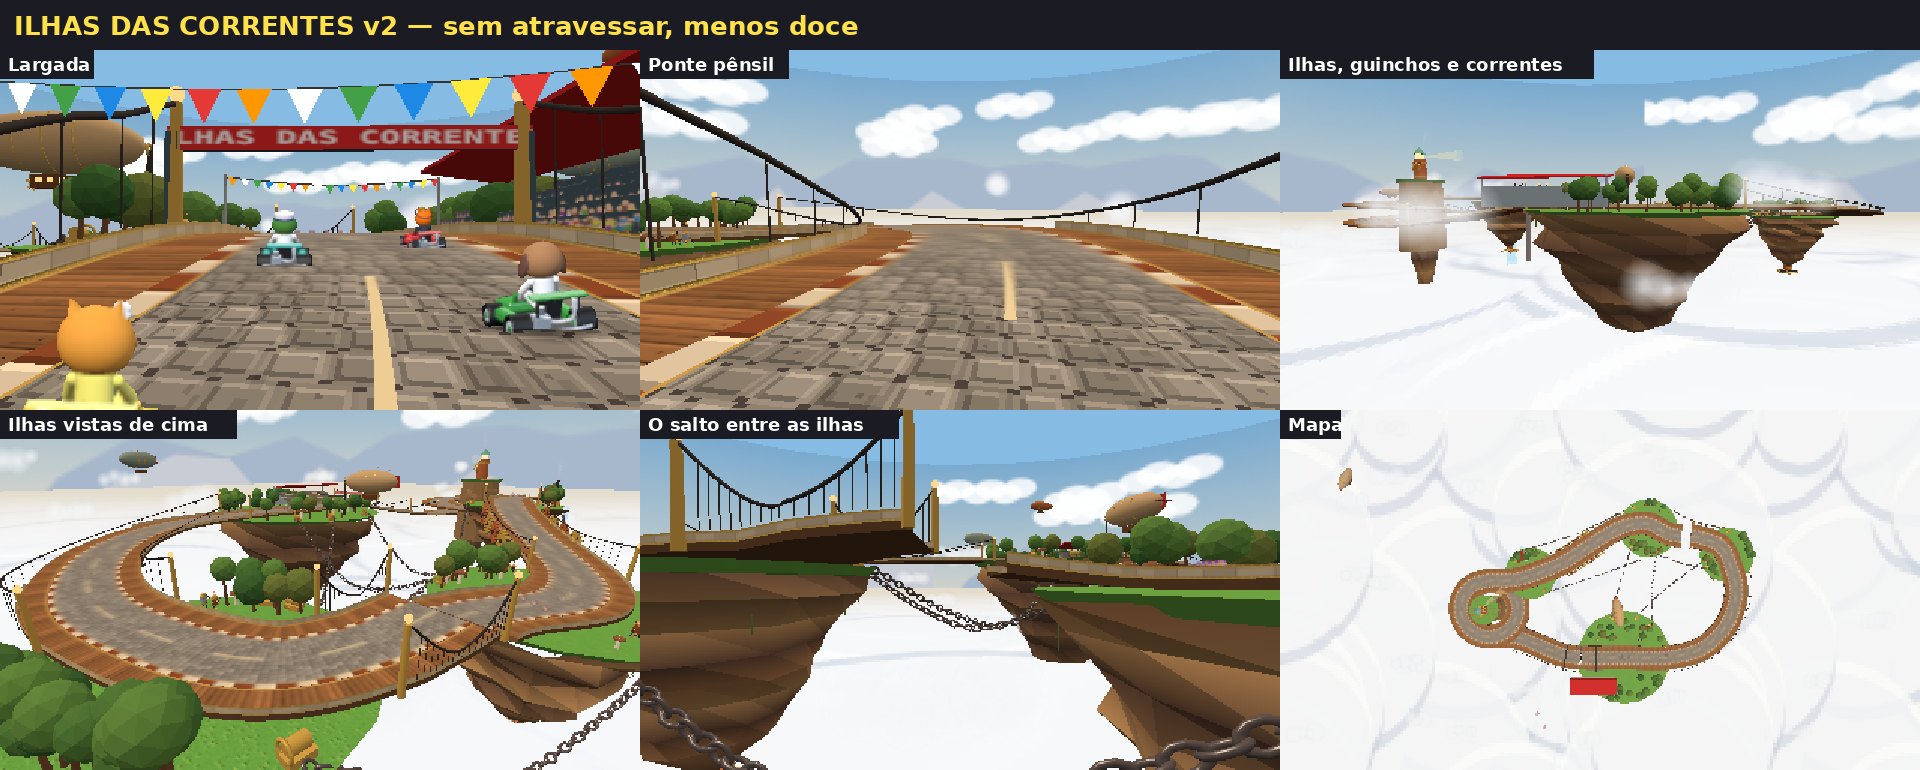 ILHAS DAS CORRENTES v2 — sem atravessar, menos doce
Largada
Ponte pênsil
Ilhas, guinchos e correntes
LHAS DAS CORRENTE
Ilhas vistas de cima
O salto entre as ilhas
Mapa